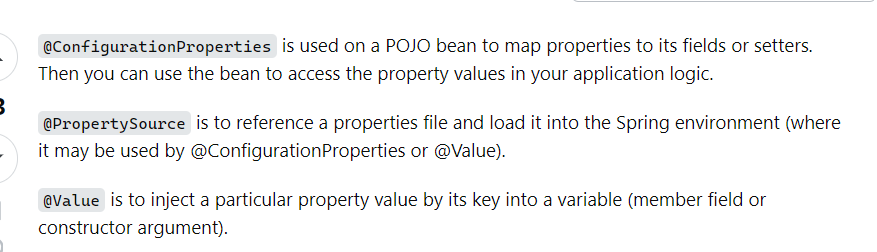 @ConfigurationProperties is used on a POJO bean to map properties to its fields or setters.
Then you can use the bean to access the property values in your application logic.
@PropertySource is to reference a properties file and load it into the Spring environment (where
it may be used by @ConfigurationProperties or @Value).
@Value is to inject a particular property value by its key into a variable (member field or
constructor argument).